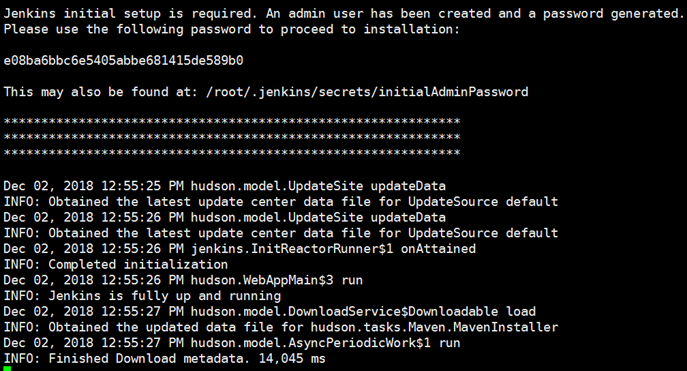 Jenkins initial setup is required. An admin user has been created and a password generated.
Please use the following password to proceed to installation:
e08ba6bbc6e5405abbe681415de589b0
This may also be found at: /root/.jenkins/secrets/initialAdminPassword
*************************************************************
*************************************************************
*************************************************************
Dec 02, 2018 12:55:25 PM hudson.model.UpdateSite updateData
INFO: Obtained the latest update center data file for UpdateSource default
Dec 02, 2018 12:55:26 PM hudson.model.UpdateSite updateData
INFO: Obtained the latest update center data file for UpdateSource default
Dec 02, 2018 12:55:26 PM jenkins.InitReactorRunner$1 onAttained
INFO: Completed initialization
Dec 02, 2018 12:55:26 PM hudson.WebAppMain$3 run
INFO: Jenkins is fully up and running
Dec 02, 2018 12:55:27 PM hudson.model.DownloadService$Downloadable load
INFO: Obtained the updated data file for hudson.tasks.Maven.MavenInstaller
Dec 02, 2018 12:55:27 PM hudson.model.AsyncPeriodicWork$1 run
INFO: Finished Download metadata. 14,045 ms